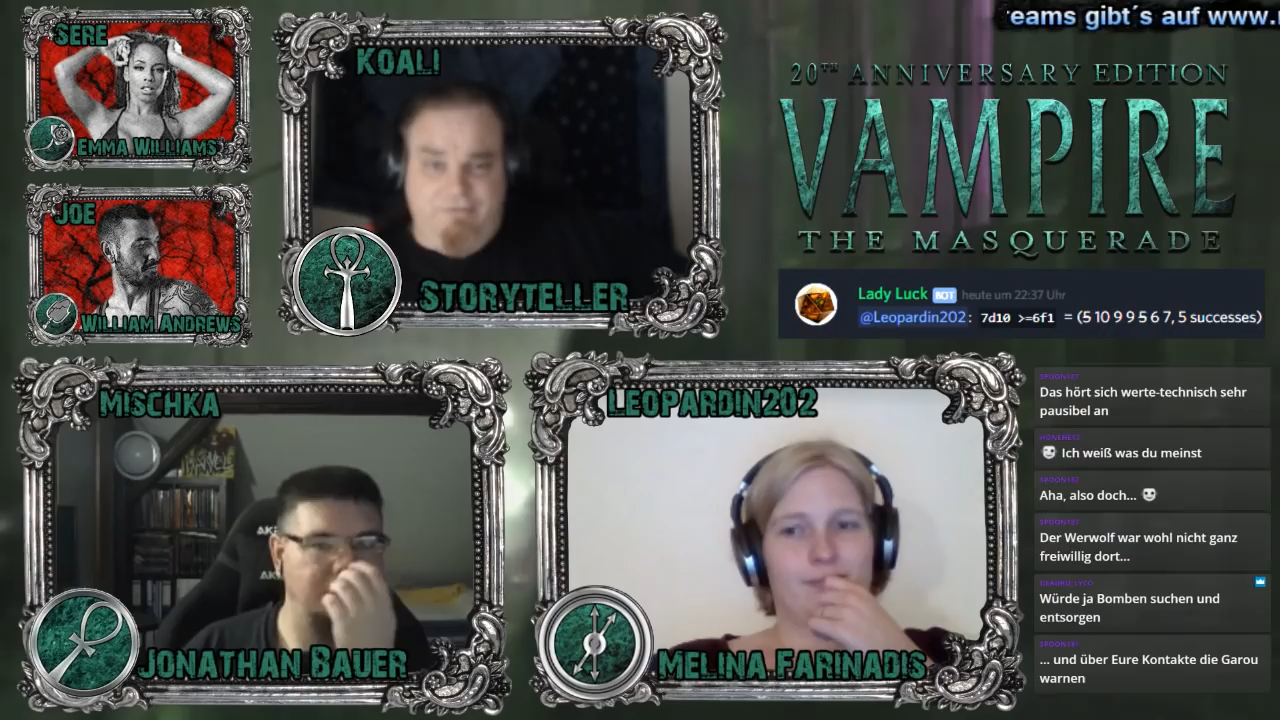 SERE
EMMA WILLIAMS
JOE
WILLIAM ANDREWS
KOALI
STORYTELLER
eams gibt´s auf www.
20TH ANNIVERSARY EDITION
VAMPIRE
THE MASQUERADE
Lady Luck BOT heute um 22:37 Uhr
@Leopardin202: 7d10 >=6f1 = (5 10 9 9 5 6 7, 5 successes)
MISCHKA
JONATHAN BAUER
LEOPARDIN202
MELINA FARINADIS
Das hört sich werte-technisch sehr
pausibel an
Ich weiß was du meinst
Aha, also doch...
Der Werwolf war wohl nicht ganz
freiwillig dort...
Würde ja Bomben suchen und
entsorgen
... und über Eure Kontakte die Garou
warnen